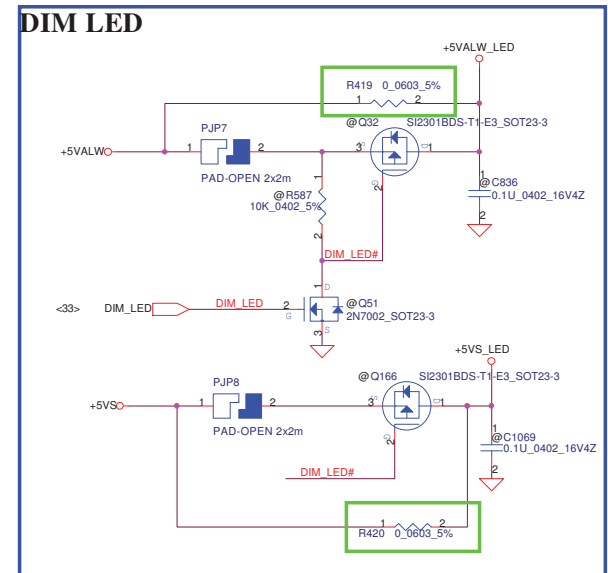 DIM LED
+5VALW_LED
R419 0_0603_5%
1 2
@Q32 SI2301BDS-T1-E3_SOT23-3
PJP7
+5VALW 1 2 3 S D 1
G 2
PAD-OPEN 2x2m
@R587
10K_0402_5%
1
2
@C836
0.1U_0402_16V4Z
1
2
DIM_LED#
<33> DIM_LED DIM_LED 2 G
1 D
@Q51
2N7002_SOT23-3
3 S
+5VS_LED
@Q166 SI2301BDS-T1-E3_SOT23-3
PJP8
+5VS 1 2 3 S D 1
G 2
PAD-OPEN 2x2m
@C1069
0.1U_0402_16V4Z
1
2
DIM_LED#
1 2
R420 0_0603_5%